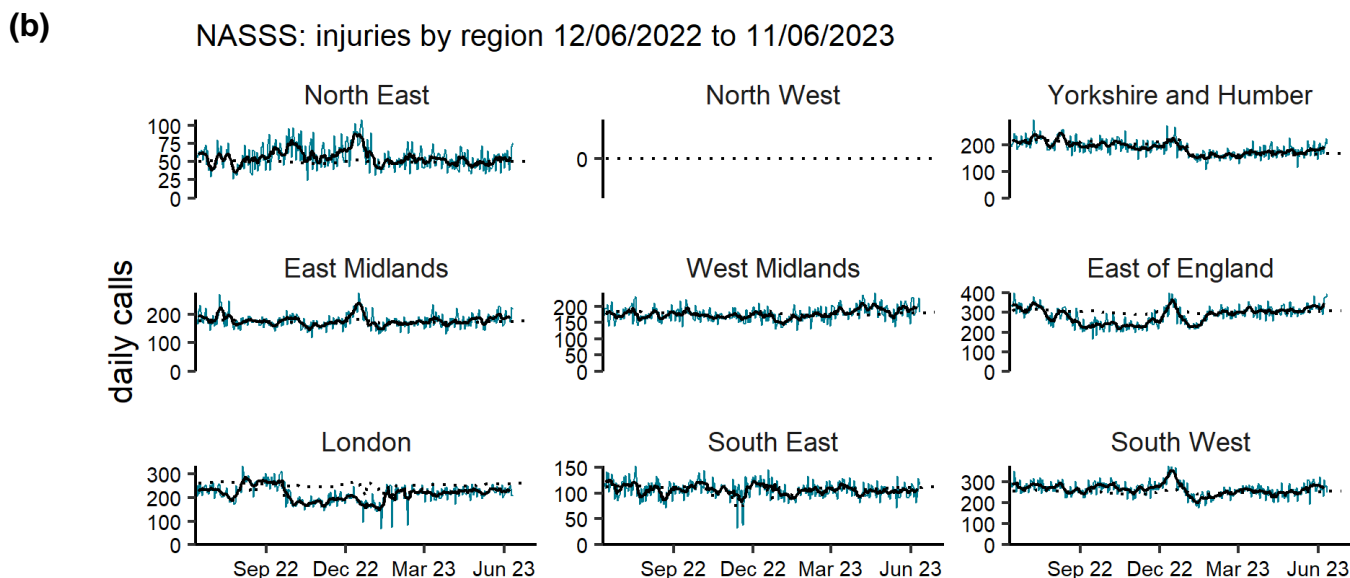 (b)
NASSS: injuries by region 12/06/2022 to 11/06/2023
daily calls
North East
100
75
50
25
0
North West
0
Yorkshire and Humber
200
100
0
East Midlands
200
100
0
West Midlands
200
150
100
50
0
East of England
400
300
200
100
0
London
300
200
100
0
Sep 22 Dec 22 Mar 23 Jun 23
South East
150
100
50
0
Sep 22 Dec 22 Mar 23 Jun 23
South West
300
200
100
0
Sep 22 Dec 22 Mar 23 Jun 23